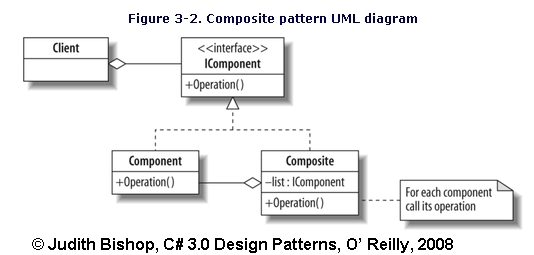 Figure 3-2. Composite pattern UML diagram
Client
<<interface>>
IComponent
+Operation()
Component
+Operation()
Composite
–list : IComponent
+Operation()
For each component
call its operation
© Judith Bishop, C# 3.0 Design Patterns, O’ Reilly, 2008